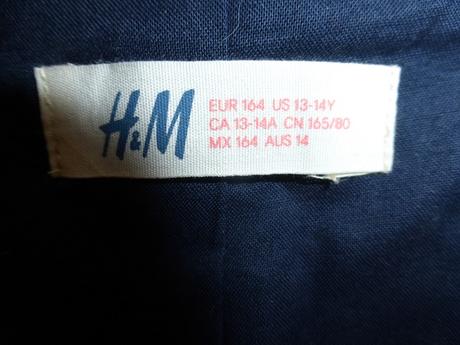 H&M
EUR 164 US 13-14Y
CA 13-14A CN 165/80
MX 164 AUS 14